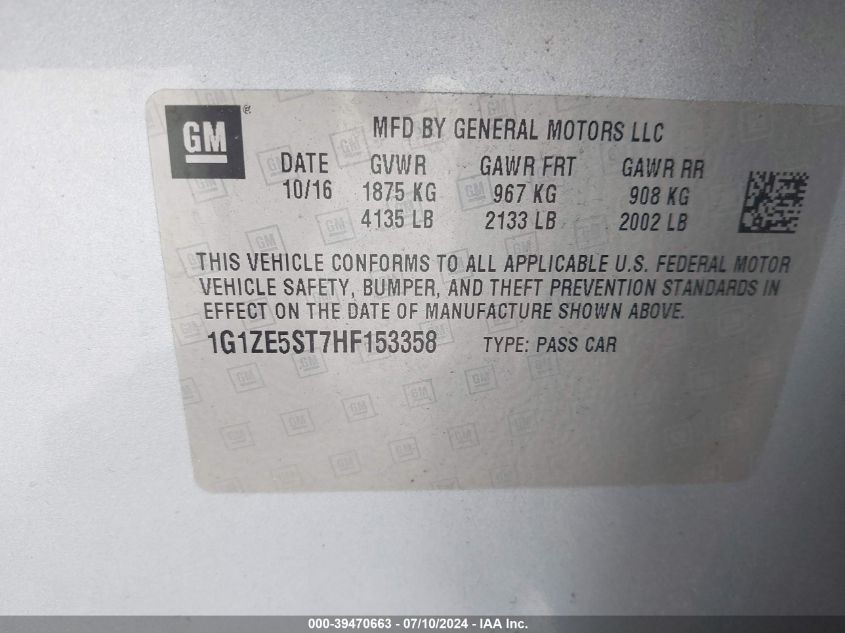 GM ® MFD BY GENERAL MOTORS LLC
DATE GVWR GAWR FRT GAWR RR
10/16 1875 KG 967 KG 908 KG
4135 LB 2133 LB 2002 LB
THIS VEHICLE CONFORMS TO ALL APPLICABLE U.S. FEDERAL MOTOR
VEHICLE SAFETY, BUMPER, AND THEFT PREVENTION STANDARDS IN
EFFECT ON THE DATE OF MANUFACTURE SHOWN ABOVE.
1G1ZE5ST7HF153358 TYPE: PASS CAR
000-39470663 - 07/10/2024 - IAA Inc.